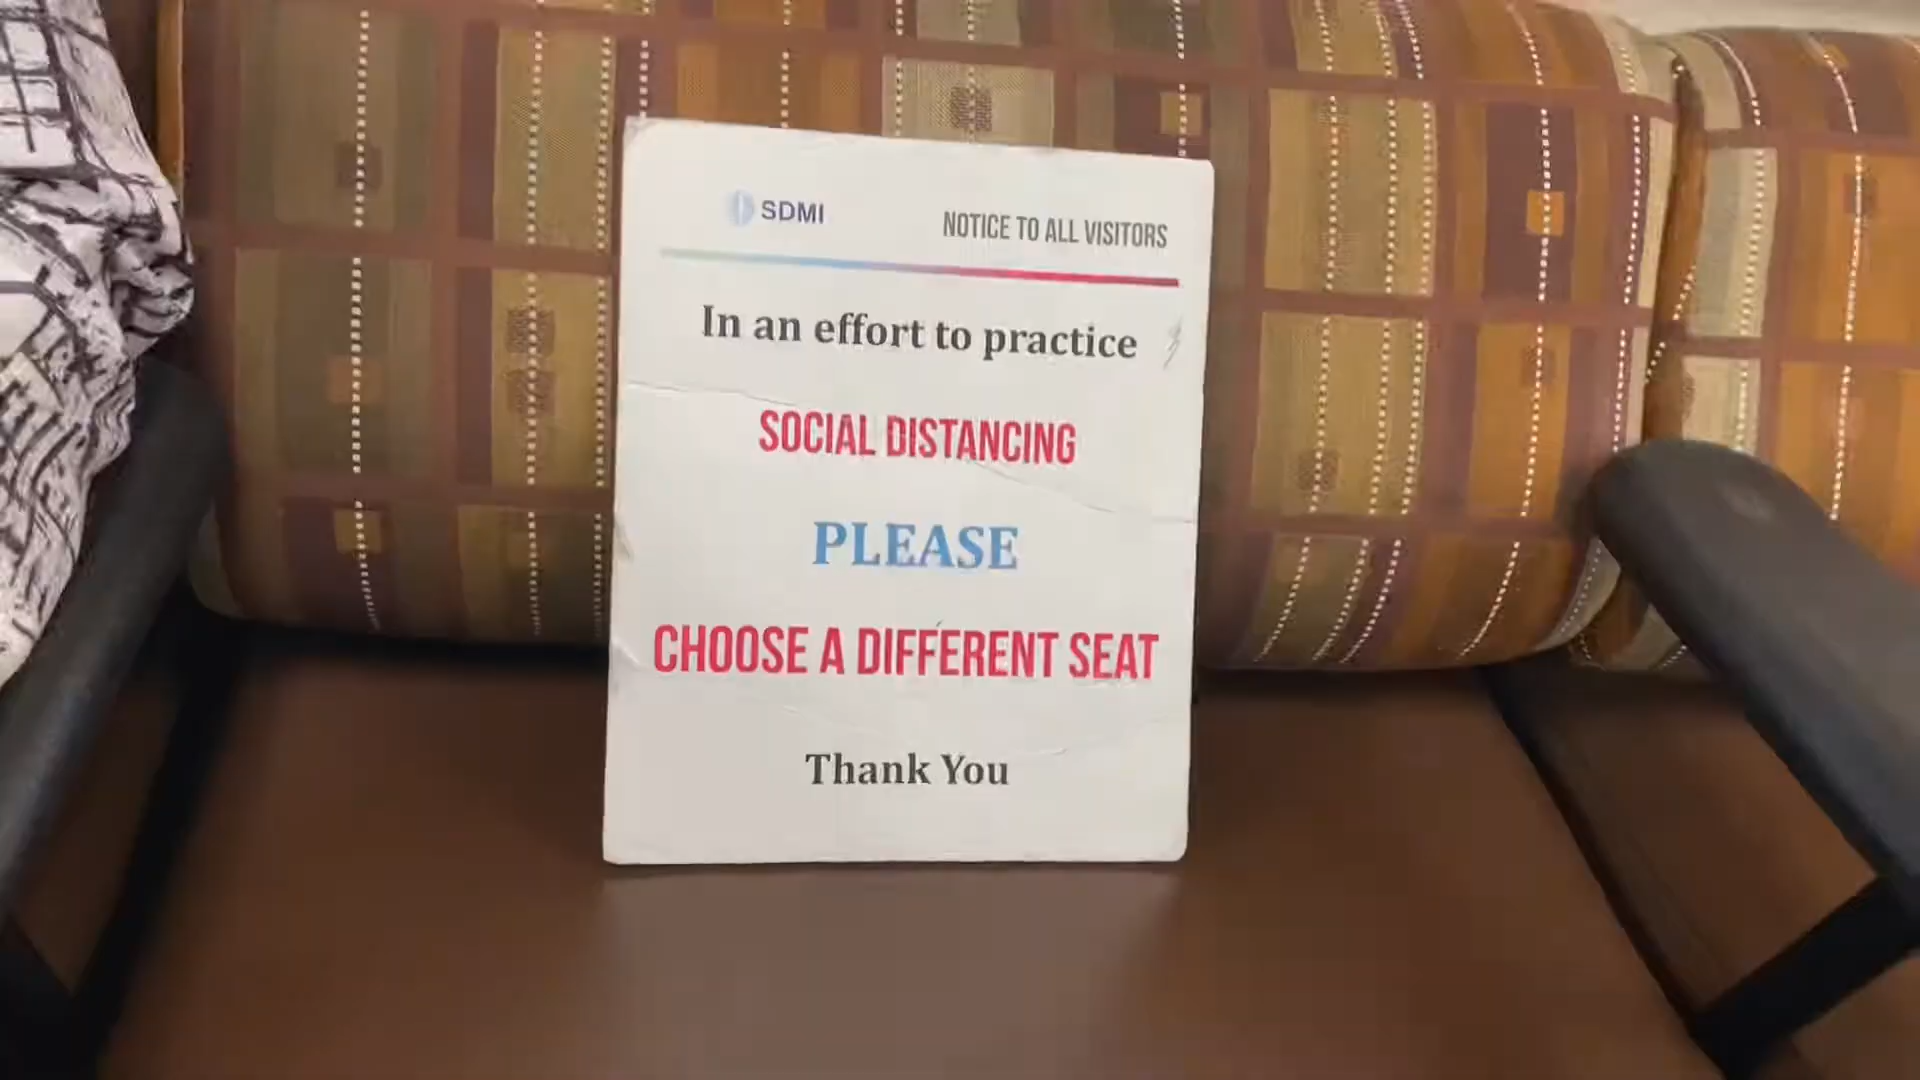 SDMI
NOTICE TO ALL VISITORS
In an effort to practice
SOCIAL DISTANCING
PLEASE
CHOOSE A DIFFERENT SEAT
Thank You